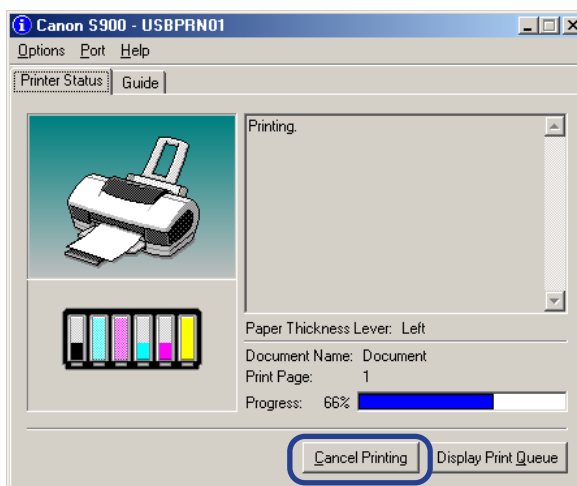 Canon S900 - USBPRN01
Options Port Help
Printer Status Guide
Printing.
Paper Thickness Lever: Left
Document Name: Document
Print Page: 1
Progress: 66%
Cancel Printing Display Print Queue